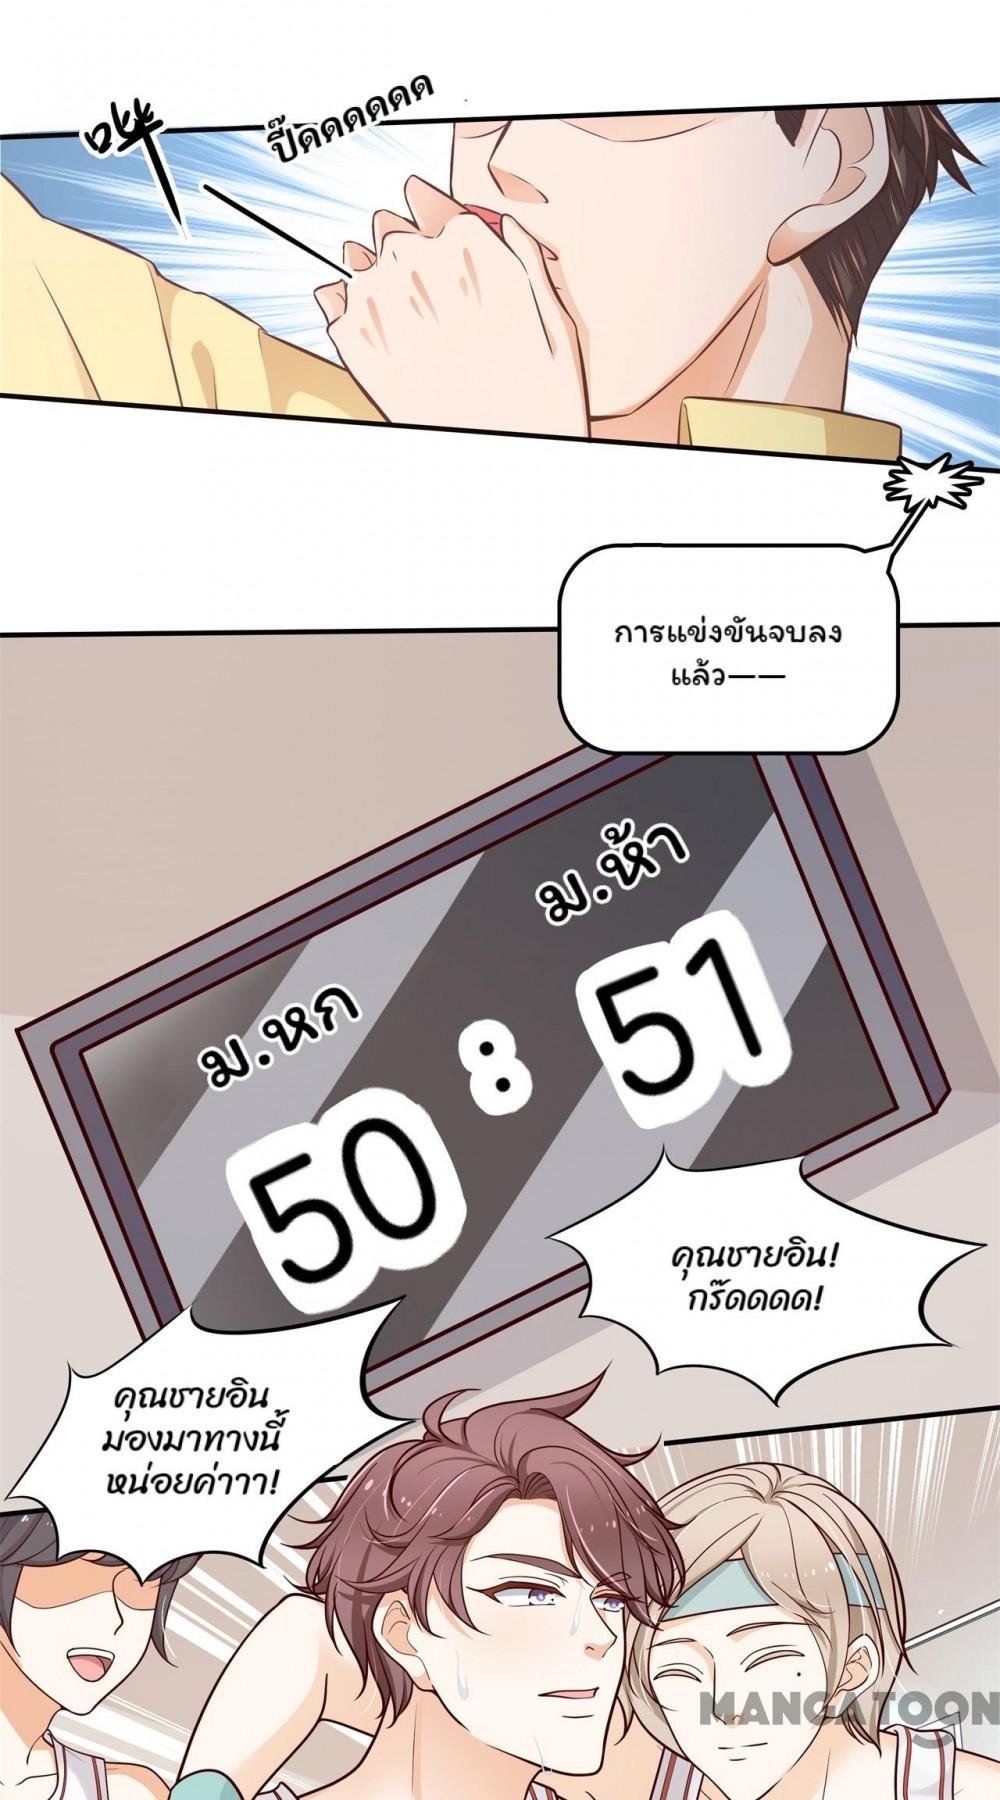 哔
ปี๊ดดดดดดด
การแข่งขันจบลง
แล้ว——
ม.หก
ม.ห้า
50 : 51
คุณชายอิน!
กรี๊ดดดด!
คุณชายอิน
มองมาทางนี้
หน่อยค่าาา!
MANGATOON